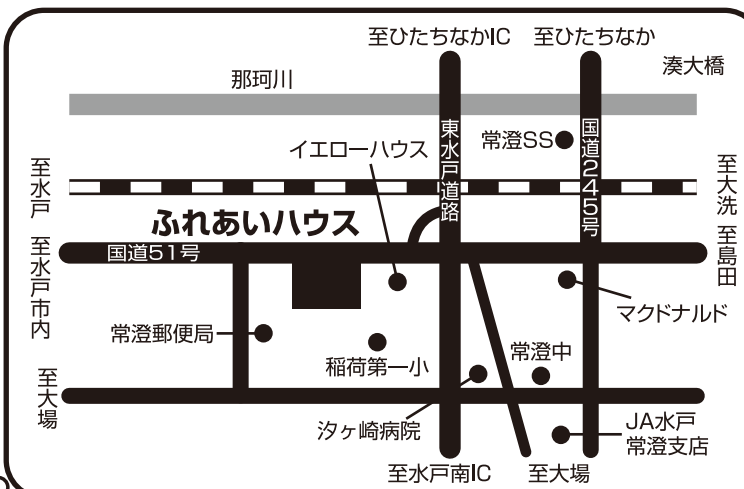 至ひたちなかIC
至ひたちなか
湊大橋
那珂川
東水戸道路
国道245号
常澄SS
イエローハウス
至水戸
至大洗
ふれあいハウス
国道51号
至水戸市内
至島田
マクドナルド
常澄郵便局
稲荷第一小
常澄中
至大場
汐ヶ崎病院
JA水戸
常澄支店
至水戸南IC
至大場